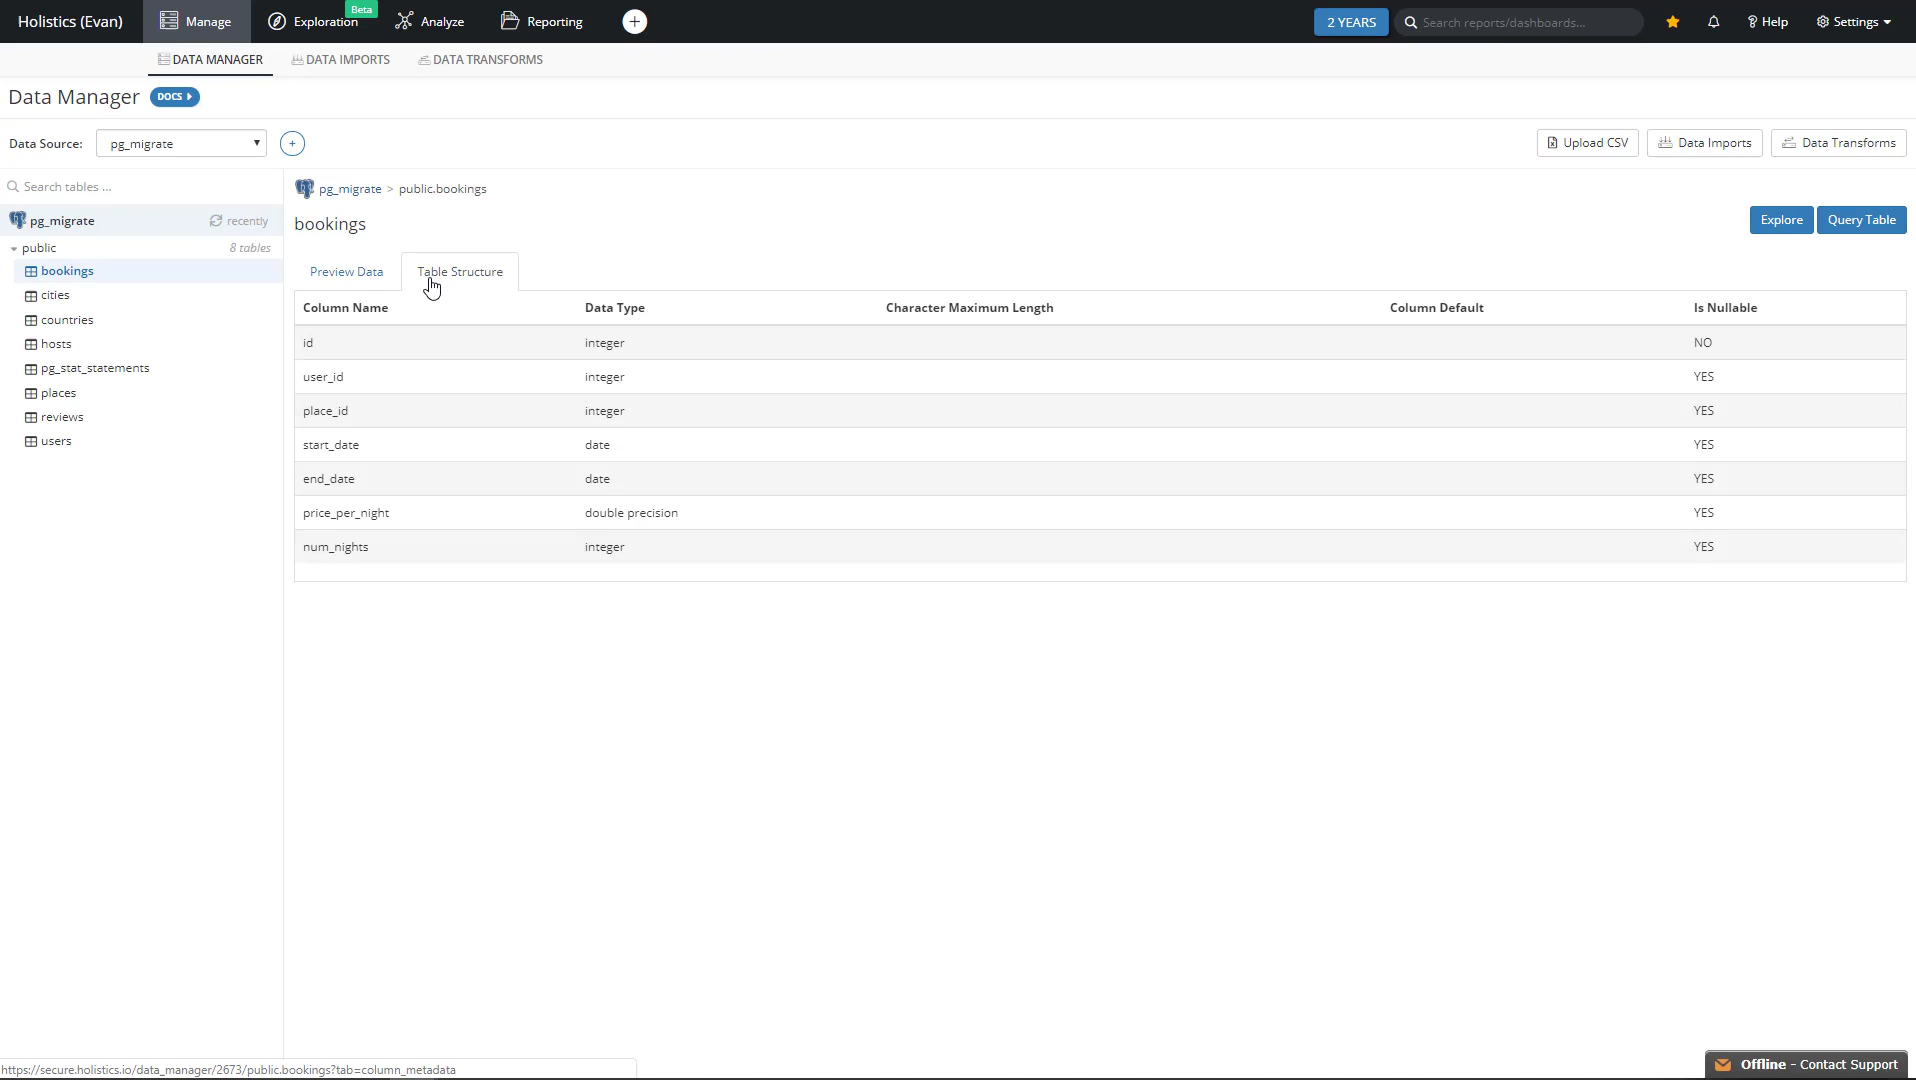 Holistics (Evan) Manage Exploration Beta Analyze Reporting + 2 YEARS Search reports/dashboards... ? Help Settings
DATA MANAGER DATA IMPORTS DATA TRANSFORMS
Data Manager DOCS
Data Source: pg_migrate + Upload CSV Data Imports Data Transforms
Search tables ...
pg_migrate recently
public 8 tables
bookings
cities
countries
hosts
pg_stat_statements
places
reviews
users
pg_migrate > public.bookings
bookings
Explore Query Table
Preview Data Table Structure
Column Name Data Type Character Maximum Length Column Default Is Nullable
id integer NO
user_id integer YES
place_id integer YES
start_date date YES
end_date date YES
price_per_night double precision YES
num_nights integer YES
https://secure.holistics.io/data_manager/2673/public.bookings?tab=column_metadata
Offline - Contact Support